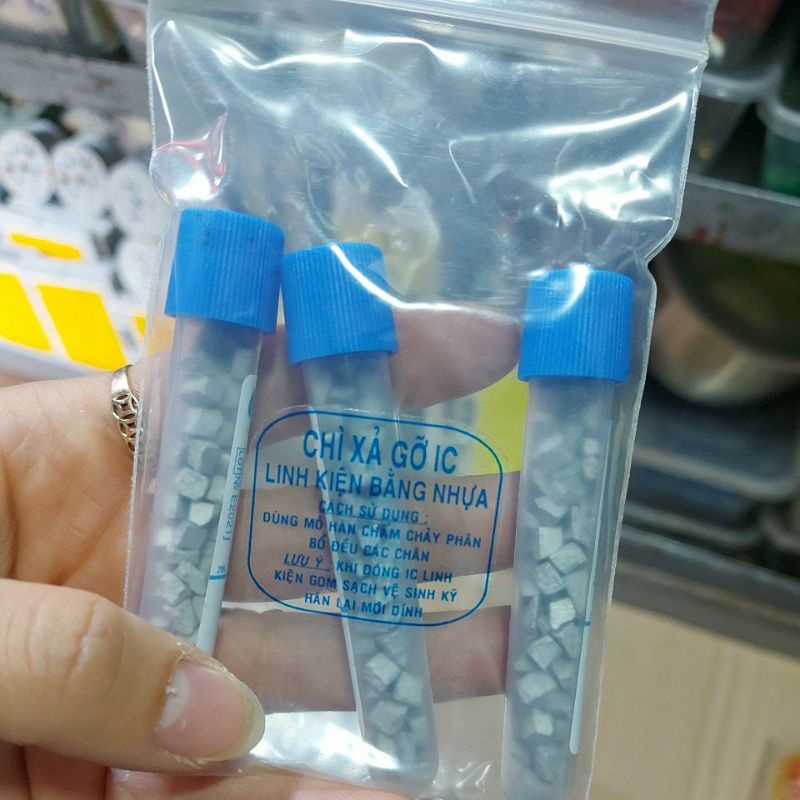 CHÌ XẢ GỠ IC
LINH KIỆN BẰNG NHỰA
CÁCH SỬ DỤNG :
DÙNG MỎ HÀN CHẤM CHẢY PHÂN
BỔ ĐỀU CÁC CHÂN
LƯU Ý : KHI ĐÓNG IC LINH
KIỆN GOM SẠCH VỆ SINH KỸ
HÀN LẠI MỚI DÍNH